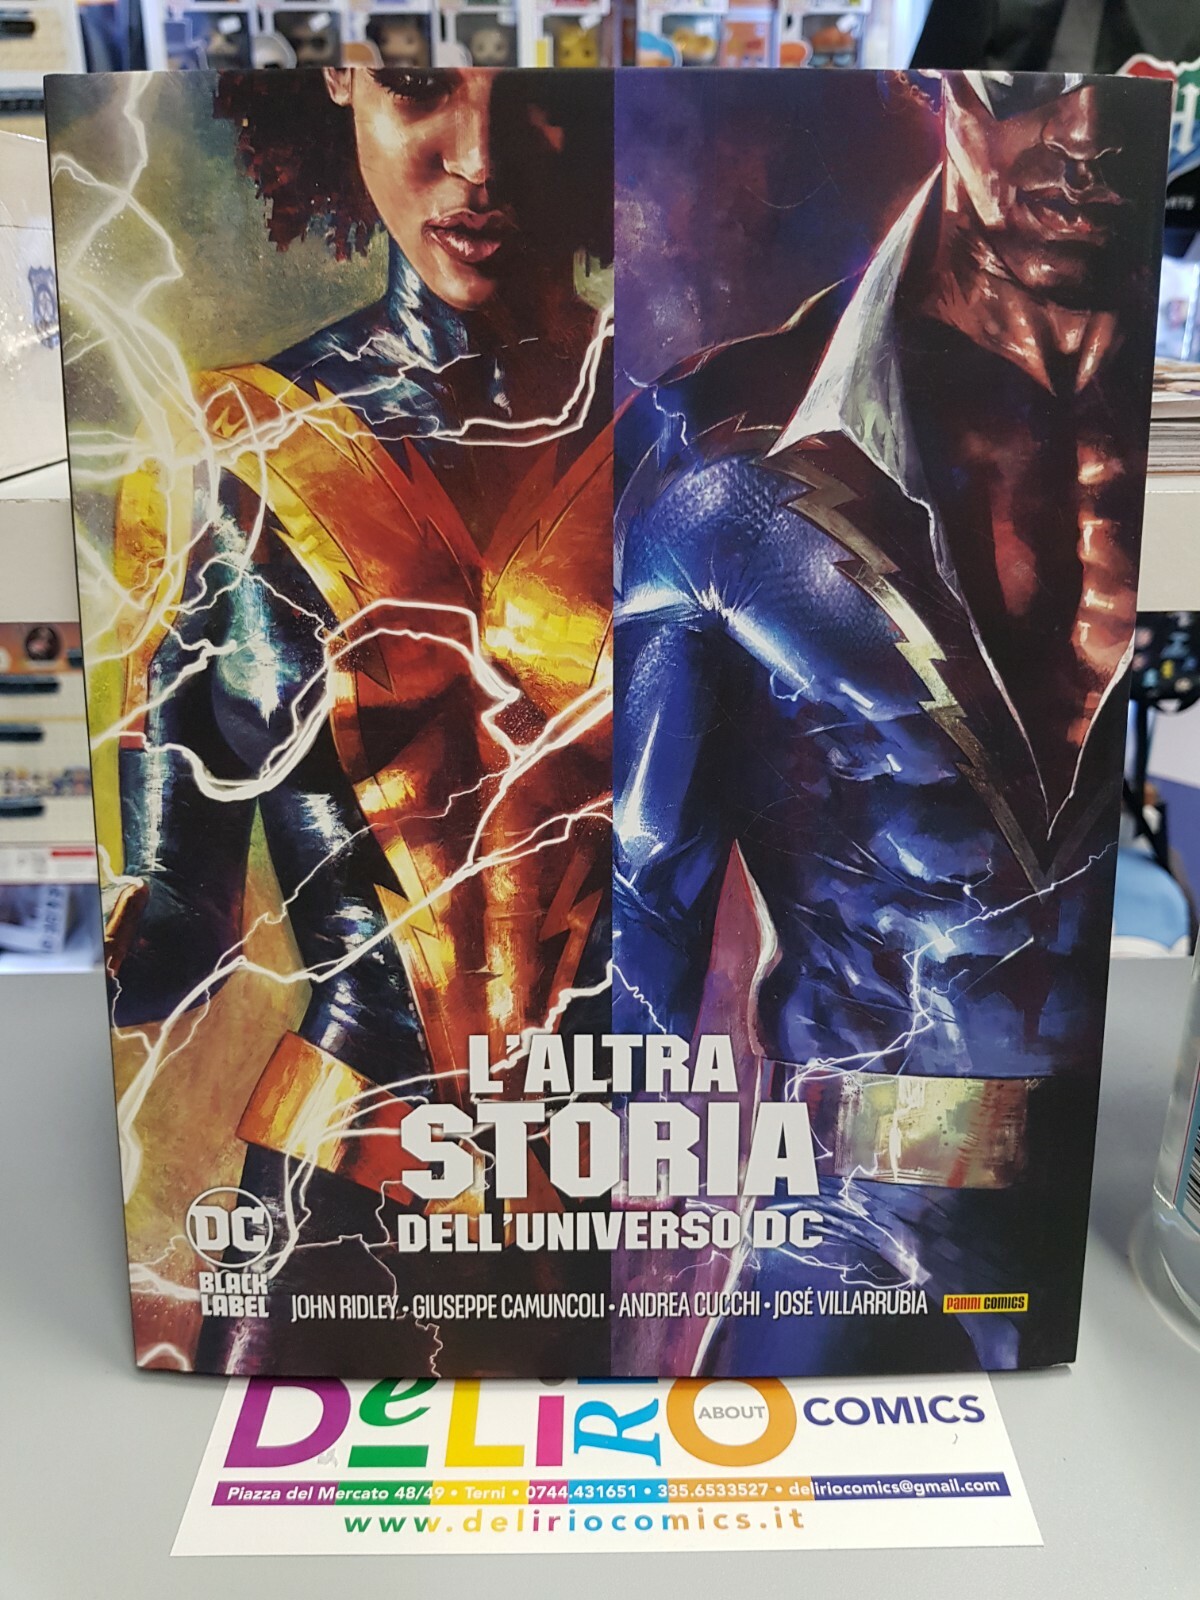 L'ALTRA
STORIA
DELL'UNIVERSO DC
DC
BLACK
LABEL
JOHN RIDLEY • GIUSEPPE CAMUNCOLI • ANDREA CUCCHI • JOSÉ VILLARRUBIA
PANINI COMICS
DeLiRiO ABOUT COMICS
Piazza del Mercato 48/49 • Terni • 0744.431651 • 335.6533527 • deliriocomics@gmail.com
www.deliriocomics.it